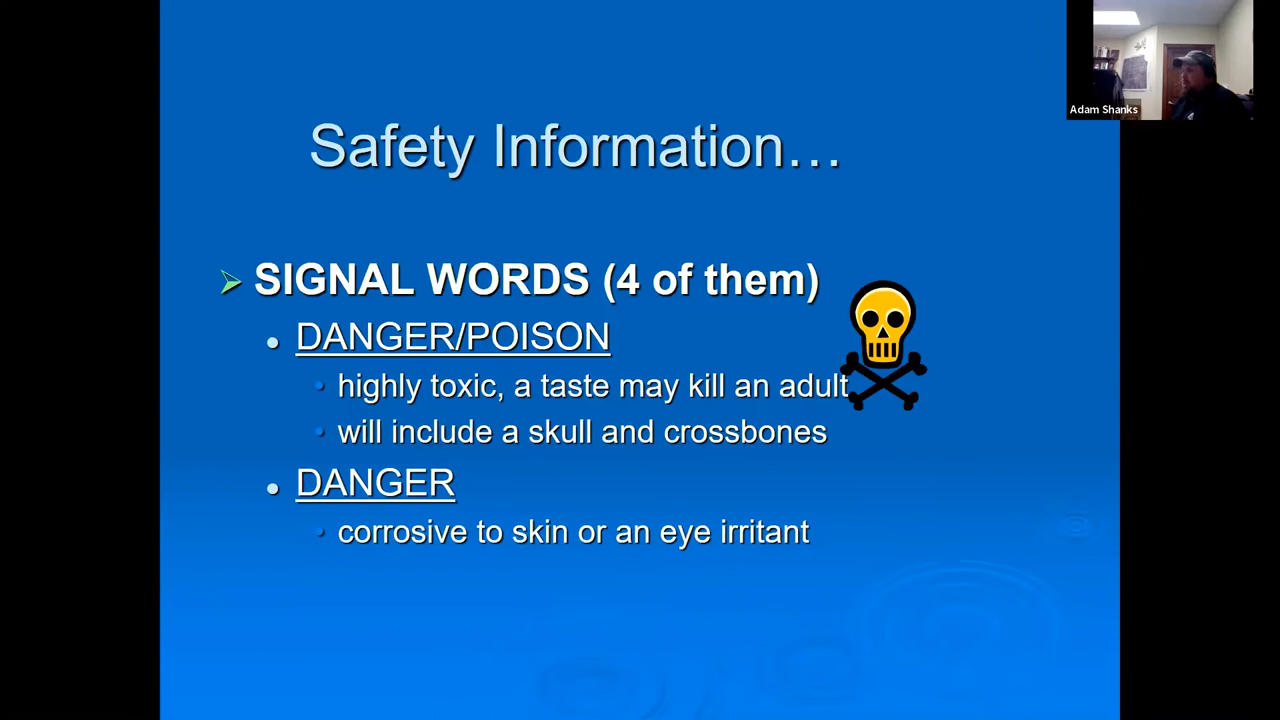 Adam Shanks
Safety Information…
SIGNAL WORDS (4 of them)
DANGER/POISON
highly toxic, a taste may kill an adult
will include a skull and crossbones
DANGER
corrosive to skin or an eye irritant